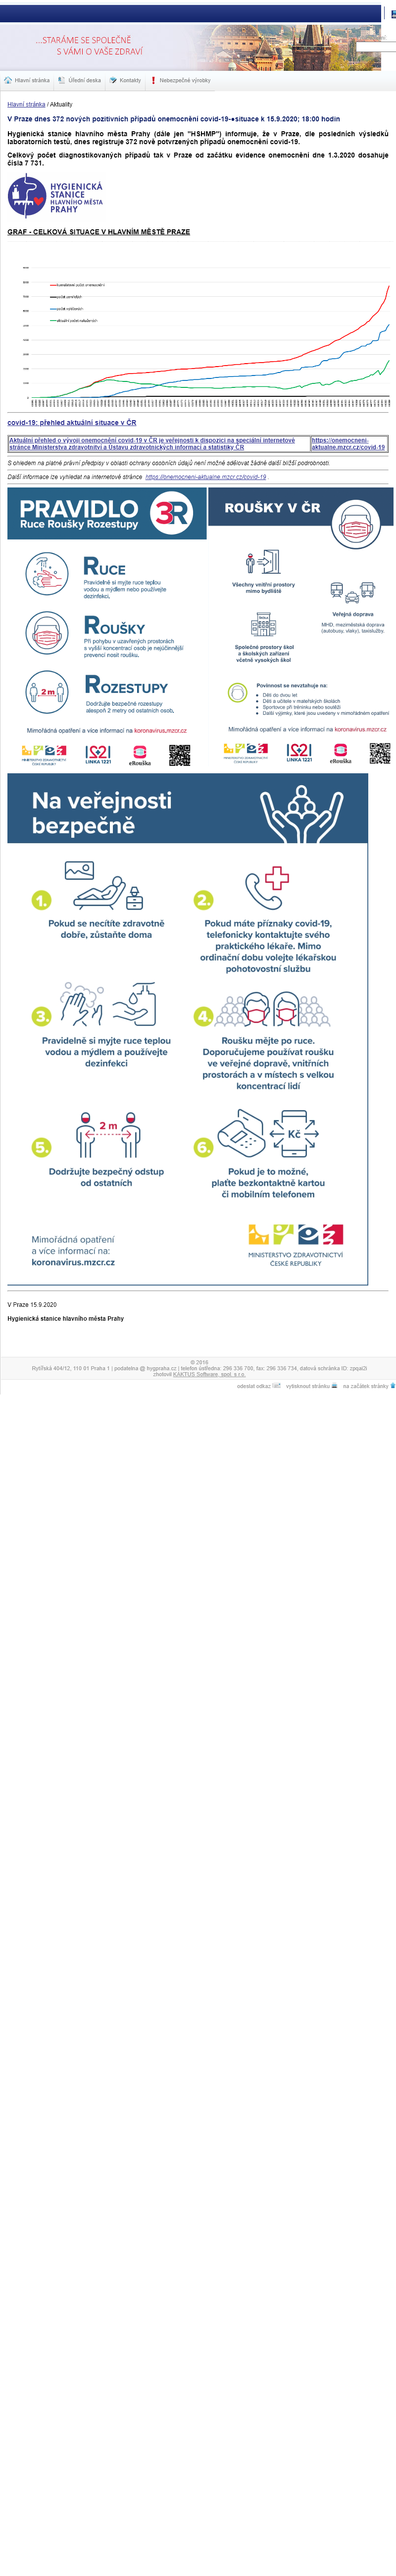 ...STARÁME SE SPOLEČNĚ
S VÁMI O VAŠE ZDRAVÍ
Hlavní stránka
Úřední deska
Kontakty
Nebezpečné výrobky
Hlavní stránka / Aktuality
V Praze dnes 372 nových pozitivních případů onemocnění covid-19-●situace k 15.9.2020; 18:00 hodin
Hygienická stanice hlavního města Prahy (dále jen "HSHMP") informuje, že v Praze, dle posledních výsledků
laboratorních testů, dnes registruje 372 nově potvrzených případů onemocnění covid-19.
Celkový počet diagnostikovaných případů tak v Praze od začátku evidence onemocnění dne 1.3.2020 dosahuje
čísla 7 731.
HYGIENICKÁ
STANICE
HLAVNÍHO MĚSTA
PRAHY
GRAF - CELKOVÁ SITUACE V HLAVNÍM MĚSTĚ PRAZE
covid-19: přehled aktuální situace v ČR
Aktuální přehled o vývoji onemocnění covid-19 v ČR je veřejnosti k dispozici na speciální internetové
stránce Ministerstva zdravotnitví a Ústavu zdravotnických informací a statistiky ČR
https://onemocneni-
aktualne.mzcr.cz/covid-19
S ohledem na platné právní předpisy v oblasti ochrany osobních údajů není možné sdělovat žádné další bližší podrobnosti.
Další informace lze vyhledat na internetové stránce https://onemocneni-aktualne.mzcr.cz/covid-19 .
PRAVIDLO 3R
Ruce Roušky Rozestupy
RUCE
Pravidelně si myjte ruce teplou
vodou a mýdlem nebo používejte
dezinfekci.
ROUŠKY
Při pohybu v uzavřených prostorách
a vyšší koncentraci osob je nejúčinnější
prevencí nosit roušku.
2m
ROZESTUPY
Dodržujte bezpečný rozestup
alespoň 2 metry od ostatních osob,
Mimořádná opatření a více informací na koronavirus.mzcr.cz
MINISTERSTVO ZDRAVOTNICTVÍ
ČESKÉ REPUBLIKY
LINKA 1221
eRouška
ROUŠKY V ČR
Všechny vnitřní prostory
mimo bydliště
Veřejná doprava
MHD, meziměstská doprava
(autobusy, vlaky), taxislužby.
Společné prostory škol
a školských zařízení
včetně vysokých škol
Povinnost se nevztahuje na:
● Děti do dvou let
● Děti a učitele v mateřských školách
● Sportovce při tréninku nebo soutěži
● Další výjimky, které jsou uvedeny v mimořádném opatření
Mimořádná opatření a více informací na koronavirus.mzcr.cz
MINISTERSTVO ZDRAVOTNICTVÍ
ČESKÉ REPUBLIKY
LINKA 1221
eRouška
Na veřejnosti
bezpečně
1.
Pokud se necítíte zdravotně
dobře, zůstaňte doma
2.
Pokud máte příznaky covid-19,
telefonicky kontaktujte svého
praktického lékaře. Mimo
ordinační dobu volejte lékařskou
pohotovostní službu
3.
Pravidelně si myjte ruce teplou
vodou a mýdlem a používejte
dezinfekci
4.
Roušku mějte po ruce.
Doporučujeme používat roušku
ve veřejné dopravě, vnitřních
prostorách a v místech s velkou
koncentrací lidí
5.
2 m
Dodržujte bezpečný odstup
od ostatních
6.
Kč
Pokud je to možné,
plaťte bezkontaktně kartou
či mobilním telefonem
Mimořádná opatření
a více informací na:
koronavirus.mzcr.cz
MINISTERSTVO ZDRAVOTNICTVÍ
ČESKÉ REPUBLIKY
V Praze 15.9.2020
Hygienická stanice hlavního města Prahy
© 2016
Rytířská 404/12, 110 01 Praha 1 | podatelna @ hygpraha.cz | telefon ústředna: 296 336 700, fax: 296 336 734, datová schránka ID: zpqai2i
zhotovil KAKTUS Software, spol. s r.o.
odeslat odkaz
vytisknout stránku
na začátek stránky